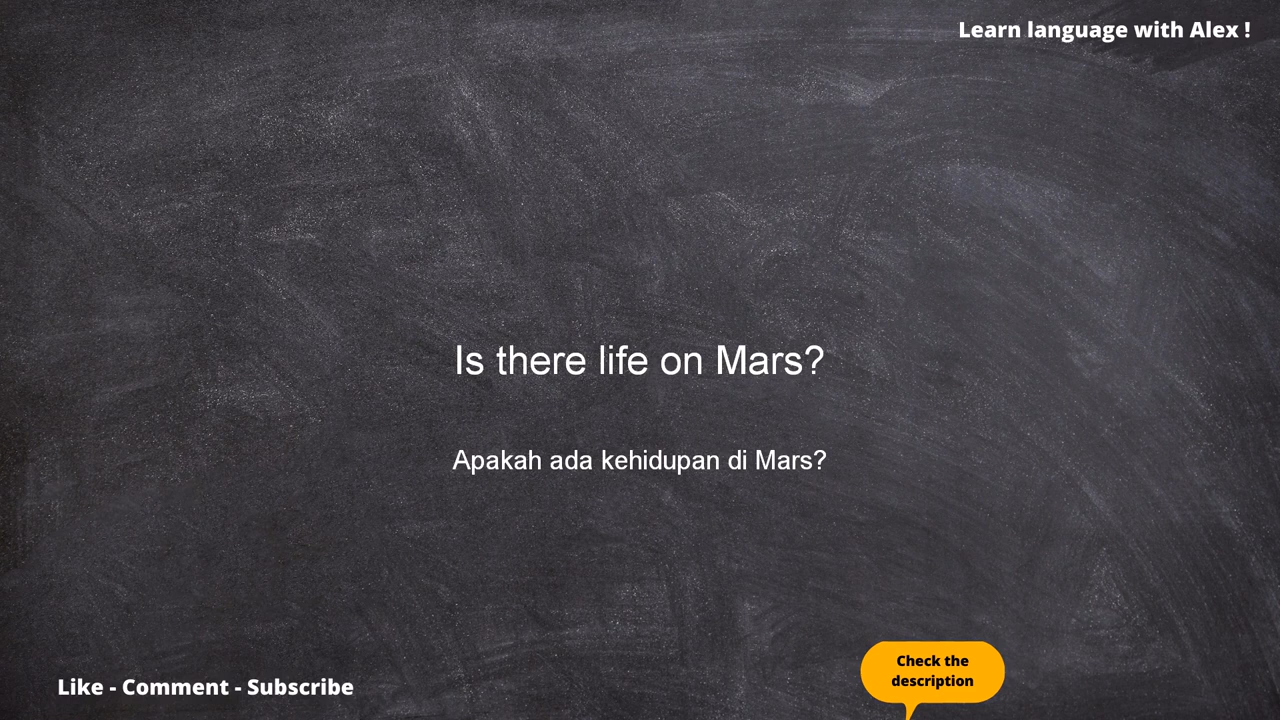 Learn language with Alex !
Is there life on Mars?
Apakah ada kehidupan di Mars?
Like - Comment - Subscribe
Check the
description